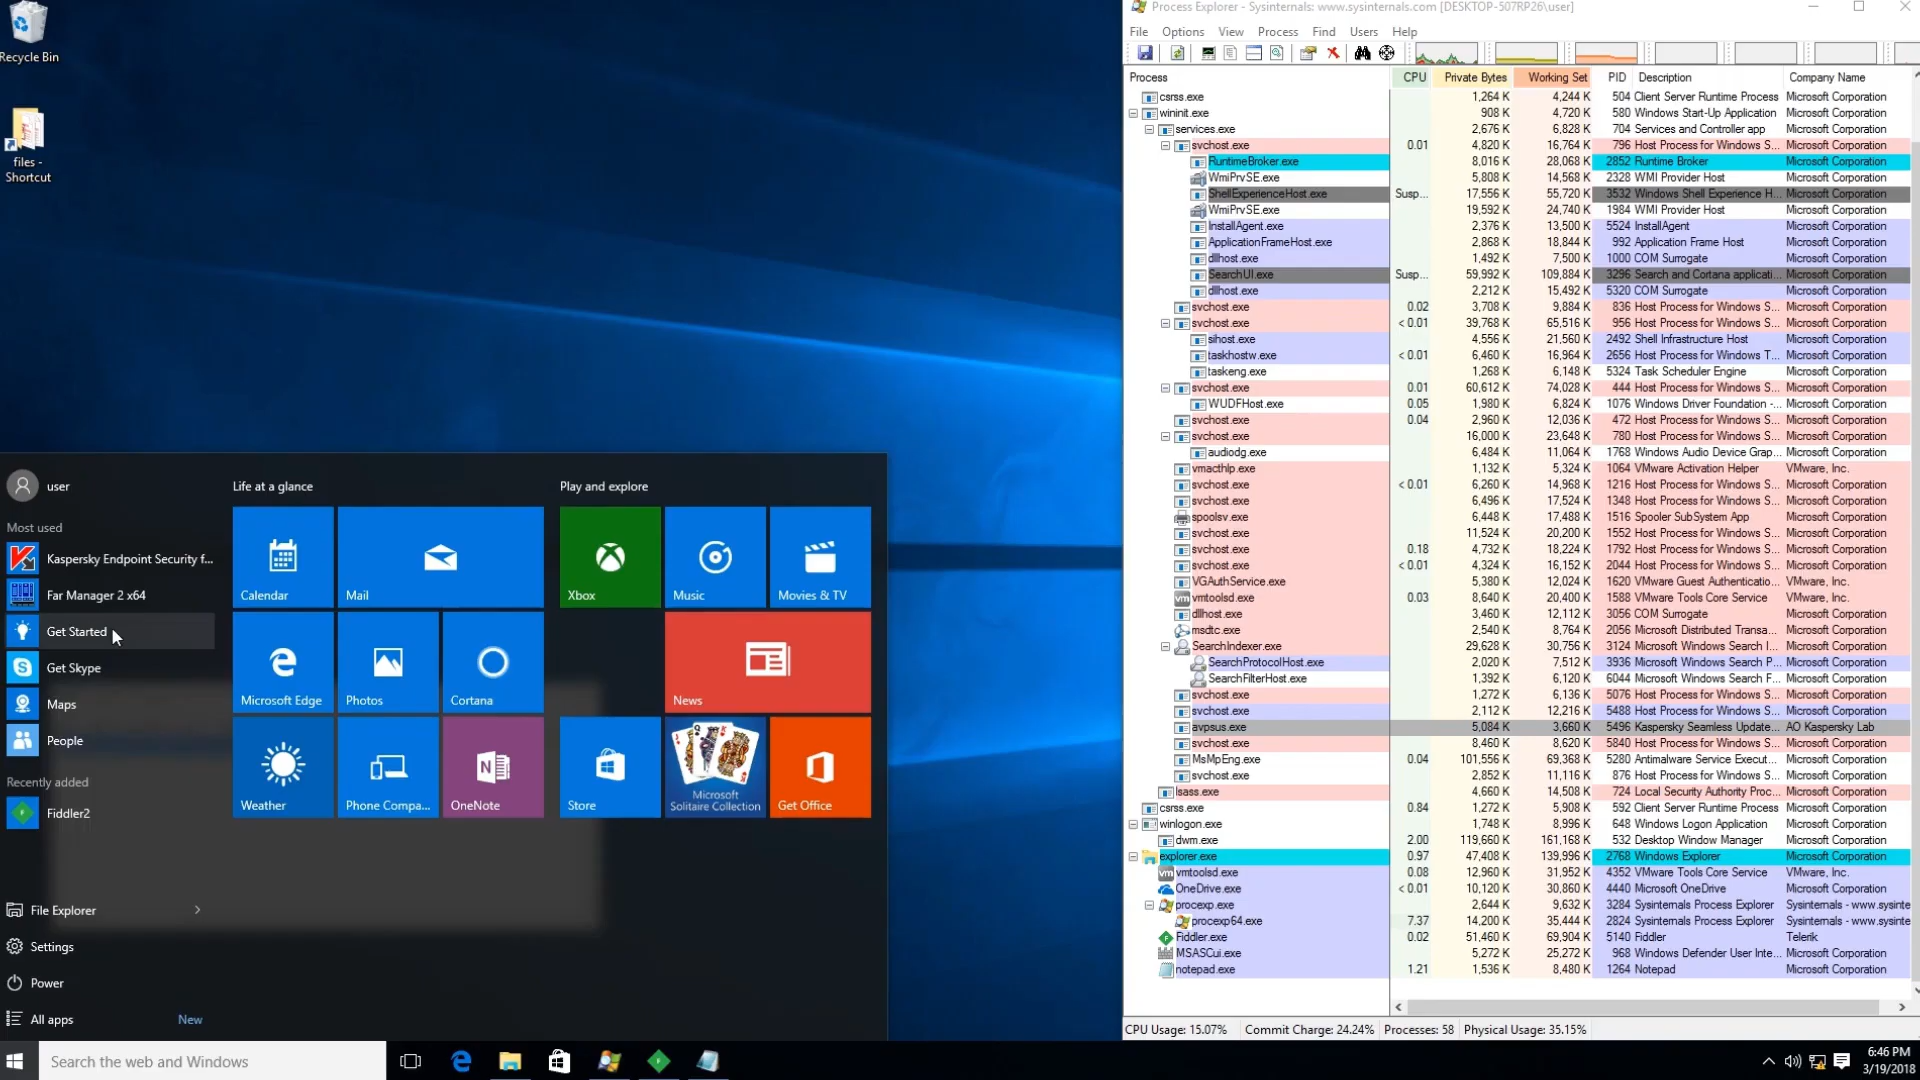 Recycle Bin
files -
Shortcut
user
Most used
Kaspersky Endpoint Security f...
Far Manager 2 x64
Get Started
Get Skype
Maps
People
Recently added
Fiddler2
File Explorer
Settings
Power
All apps New
Life at a glance
Calendar
Mail
Microsoft Edge
Photos
Cortana
Weather
Phone Compa...
OneNote
Play and explore
Xbox
Music
Movies & TV
News
Store
Microsoft
Solitaire Collection
Get Office
Search the web and Windows
Process Explorer - Sysinternals: www.sysinternals.com [DESKTOP-507RP26\user]
File Options View Process Find Users Help
Process CPU Private Bytes Working Set PID Description Company Name
csrss.exe 1,264 K 4,244 K 504 Client Server Runtime Process Microsoft Corporation
wininit.exe 908 K 4,720 K 580 Windows Start-Up Application Microsoft Corporation
services.exe 2,676 K 6,828 K 704 Services and Controller app Microsoft Corporation
svchost.exe 0.01 4,820 K 16,764 K 796 Host Process for Windows S... Microsoft Corporation
RuntimeBroker.exe 8,016 K 28,068 K 2852 Runtime Broker Microsoft Corporation
WmiPrvSE.exe 5,808 K 14,568 K 2328 WMI Provider Host Microsoft Corporation
ShellExperienceHost.exe Susp... 17,556 K 55,720 K 3532 Windows Shell Experience H... Microsoft Corporation
WmiPrvSE.exe 19,592 K 24,740 K 1984 WMI Provider Host Microsoft Corporation
InstallAgent.exe 2,376 K 13,500 K 5524 InstallAgent Microsoft Corporation
ApplicationFrameHost.exe 2,868 K 18,844 K 992 Application Frame Host Microsoft Corporation
dllhost.exe 1,492 K 7,500 K 1000 COM Surrogate Microsoft Corporation
SearchUI.exe Susp... 59,992 K 109,884 K 3296 Search and Cortana applicati... Microsoft Corporation
dllhost.exe 2,212 K 15,492 K 5320 COM Surrogate Microsoft Corporation
svchost.exe 0.02 3,708 K 9,884 K 836 Host Process for Windows S... Microsoft Corporation
svchost.exe < 0.01 39,768 K 65,516 K 956 Host Process for Windows S... Microsoft Corporation
sihost.exe 4,556 K 21,560 K 2492 Shell Infrastructure Host Microsoft Corporation
taskhostw.exe < 0.01 6,460 K 16,964 K 2656 Host Process for Windows T... Microsoft Corporation
taskeng.exe 1,268 K 6,148 K 5324 Task Scheduler Engine Microsoft Corporation
svchost.exe 0.01 60,612 K 74,028 K 444 Host Process for Windows S... Microsoft Corporation
WUDFHost.exe 0.05 1,980 K 6,824 K 1076 Windows Driver Foundation -... Microsoft Corporation
svchost.exe 0.04 2,960 K 12,036 K 472 Host Process for Windows S... Microsoft Corporation
svchost.exe 16,000 K 23,648 K 780 Host Process for Windows S... Microsoft Corporation
audiodg.exe 6,484 K 11,064 K 1768 Windows Audio Device Grap... Microsoft Corporation
vmacthlp.exe 1,132 K 5,324 K 1064 VMware Activation Helper VMware, Inc.
svchost.exe < 0.01 6,260 K 14,968 K 1216 Host Process for Windows S... Microsoft Corporation
svchost.exe 6,496 K 17,524 K 1348 Host Process for Windows S... Microsoft Corporation
spoolsv.exe 6,448 K 17,488 K 1516 Spooler SubSystem App Microsoft Corporation
svchost.exe 11,524 K 20,200 K 1552 Host Process for Windows S... Microsoft Corporation
svchost.exe 0.18 4,732 K 18,224 K 1792 Host Process for Windows S... Microsoft Corporation
svchost.exe < 0.01 4,324 K 16,152 K 2044 Host Process for Windows S... Microsoft Corporation
VGAuthService.exe 5,380 K 12,024 K 1620 VMware Guest Authenticatio... VMware, Inc.
vmtoolsd.exe 0.03 8,640 K 20,400 K 1588 VMware Tools Core Service VMware, Inc.
dllhost.exe 3,460 K 12,112 K 3056 COM Surrogate Microsoft Corporation
msdtc.exe 2,540 K 8,764 K 2056 Microsoft Distributed Transa... Microsoft Corporation
SearchIndexer.exe 29,628 K 30,756 K 3124 Microsoft Windows Search I... Microsoft Corporation
SearchProtocolHost.exe 2,020 K 7,512 K 3936 Microsoft Windows Search P... Microsoft Corporation
SearchFilterHost.exe 1,392 K 6,120 K 6044 Microsoft Windows Search F... Microsoft Corporation
svchost.exe 1,272 K 6,136 K 5076 Host Process for Windows S... Microsoft Corporation
svchost.exe 2,112 K 12,216 K 5488 Host Process for Windows S... Microsoft Corporation
avpsus.exe 5,084 K 3,660 K 5496 Kaspersky Seamless Update... AO Kaspersky Lab
svchost.exe 8,460 K 8,620 K 5840 Host Process for Windows S... Microsoft Corporation
MsMpEng.exe 0.04 101,556 K 69,368 K 5280 Antimalware Service Execut... Microsoft Corporation
svchost.exe 2,852 K 11,116 K 876 Host Process for Windows S... Microsoft Corporation
lsass.exe 4,660 K 14,508 K 724 Local Security Authority Proc... Microsoft Corporation
csrss.exe 0.84 1,272 K 5,908 K 592 Client Server Runtime Process Microsoft Corporation
winlogon.exe 1,748 K 8,996 K 648 Windows Logon Application Microsoft Corporation
dwm.exe 2.00 119,660 K 161,168 K 532 Desktop Window Manager Microsoft Corporation
explorer.exe 0.97 47,408 K 139,996 K 2768 Windows Explorer Microsoft Corporation
vmtoolsd.exe 0.08 12,960 K 31,952 K 4352 VMware Tools Core Service VMware, Inc.
OneDrive.exe < 0.01 10,120 K 30,860 K 4440 Microsoft OneDrive Microsoft Corporation
procexp.exe 2,644 K 9,632 K 3284 Sysinternals Process Explorer Sysinternals - www.sysinte
procexp64.exe 7.37 14,200 K 35,444 K 2824 Sysinternals Process Explorer Sysinternals - www.sysinte
Fiddler.exe 0.02 51,460 K 69,904 K 5140 Fiddler Telerik
MSASCui.exe 5,272 K 25,272 K 968 Windows Defender User Inte... Microsoft Corporation
notepad.exe 1.21 1,536 K 8,480 K 1264 Notepad Microsoft Corporation
CPU Usage: 15.07% Commit Charge: 24.24% Processes: 58 Physical Usage: 35.15%
6:46 PM
3/19/2018